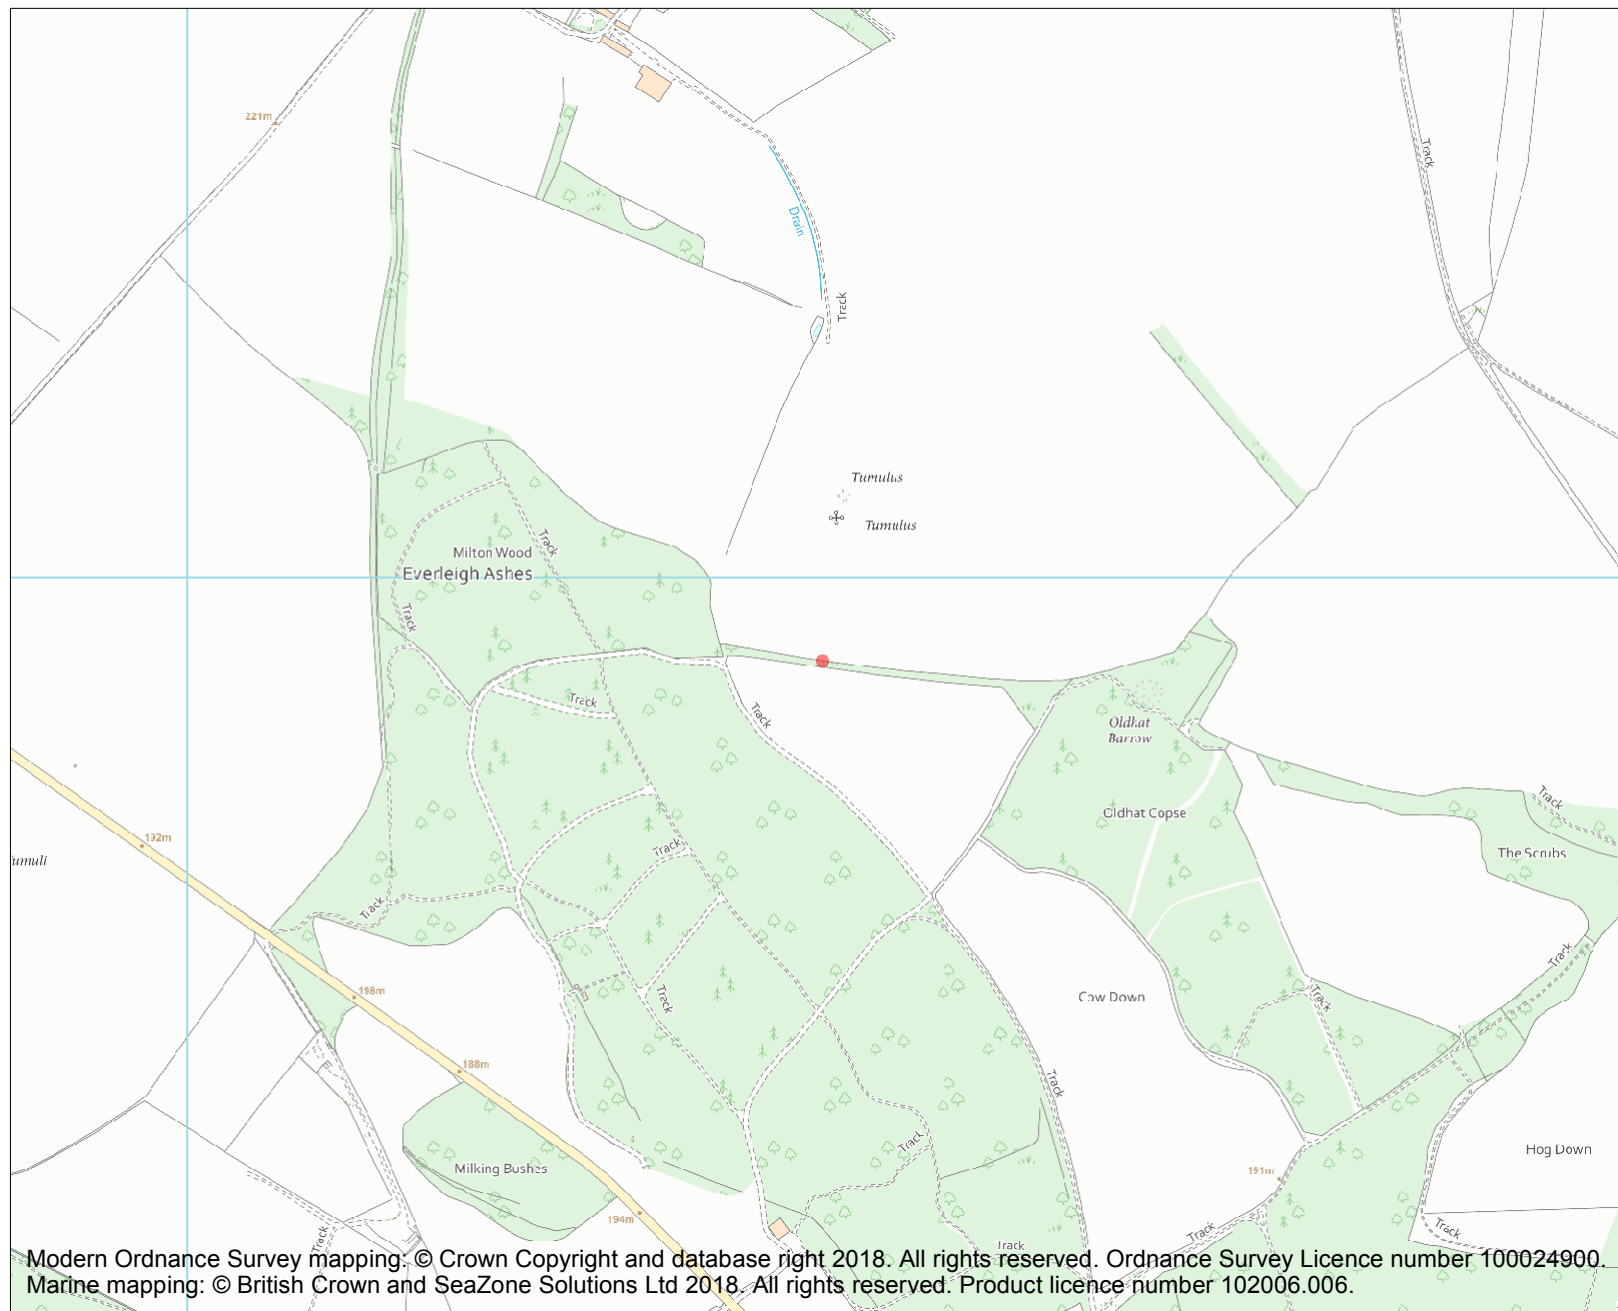 221m
Track
Drain
Track
Tumulus
Tumulus
Track
Milton Wood
Everleigh Ashes
Track
Track
Track
Oldhat
Barrow
Track
Oldhat Copse
192m
Track
The Scrubs
Track
Track
198m
Track
Cow Down
Track
188m
Track
Track
Milking Bushes
Hog Down
191m
194m
Track
Track
Track
Track
Modern Ordnance Survey mapping: © Crown Copyright and database right 2018. All rights reserved. Ordnance Survey Licence number 100024900.
Marine mapping: © British Crown and SeaZone Solutions Ltd 2018. All rights reserved. Product licence number 102006.006.